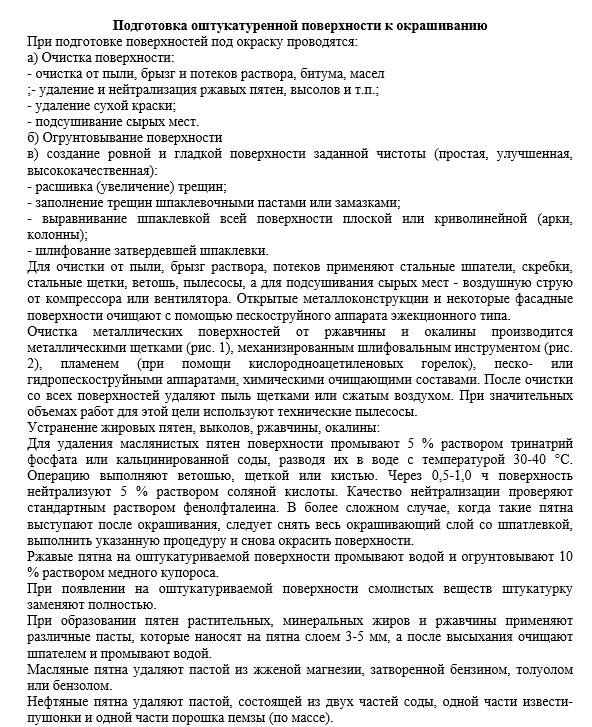 Подготовка оштукатуренной поверхности к окрашиванию
При подготовке поверхностей под окраску проводятся:
а) Очистка поверхности:
- очистка от пыли, брызг и потеков раствора, битума, масел
;- удаление и нейтрализация ржавых пятен, высолов и т.п.;
- удаление сухой краски;
- подсушивание сырых мест.
б) Огрунтовывание поверхности
в) создание ровной и гладкой поверхности заданной чистоты (простая, улучшенная,
высококачественная):
- расшивка (увеличение) трещин;
- заполнение трещин шпаклевочными пастами или замазками;
- выравнивание шпаклевкой всей поверхности плоской или криволинейной (арки,
колонны);
- шлифование затвердевшей шпаклевки.
Для очистки от пыли, брызг раствора, потеков применяют стальные шпатели, скребки,
стальные щетки, ветошь, пылесосы, а для подсушивания сырых мест - воздушную струю
от компрессора или вентилятора. Открытые металлоконструкции и некоторые фасадные
поверхности очищают с помощью пескоструйного аппарата эжекционного типа.
Очистка металлических поверхностей от ржавчины и окалины производится
металлическими щетками (рис. 1), механизированным шлифовальным инструментом (рис.
2), пламенем (при помощи кислородноацетиленовых горелок), песко- или
гидропескоструйными аппаратами, химическими очищающими составами. После очистки
со всех поверхностей удаляют пыль щетками или сжатым воздухом. При значительных
объемах работ для этой цели используют технические пылесосы.
Устранение жировых пятен, выколов, ржавчины, окалины:
Для удаления маслянистых пятен поверхности промывают 5 % раствором тринатрий
фосфата или кальцинированной соды, разводя их в воде с температурой 30-40 °С.
Операцию выполняют ветошью, щеткой или кистью. Через 0,5-1,0 ч поверхность
нейтрализуют 5 % раствором соляной кислоты. Качество нейтрализации проверяют
стандартным раствором фенолфталеина. В более сложном случае, когда такие пятна
выступают после окрашивания, следует снять весь окрашивающий слой со шпатлевкой,
выполнить указанную процедуру и снова окрасить поверхности.
Ржавые пятна на оштукатуриваемой поверхности промывают водой и огрунтовывают 10
% раствором медного купороса.
При появлении на оштукатуриваемой поверхности смолистых веществ штукатурку
заменяют полностью.
При образовании пятен растительных, минеральных жиров и ржавчины применяют
различные пасты, которые наносят на пятна слоем 3-5 мм, а после высыхания очищают
шпателем и промывают водой.
Масляные пятна удаляют пастой из жженой магнезии, затворенной бензином, толуолом
или бензолом.
Нефтяные пятна удаляют пастой, состоящей из двух частей соды, одной части извести-
пушонки и одной части порошка пемзы (по массе).